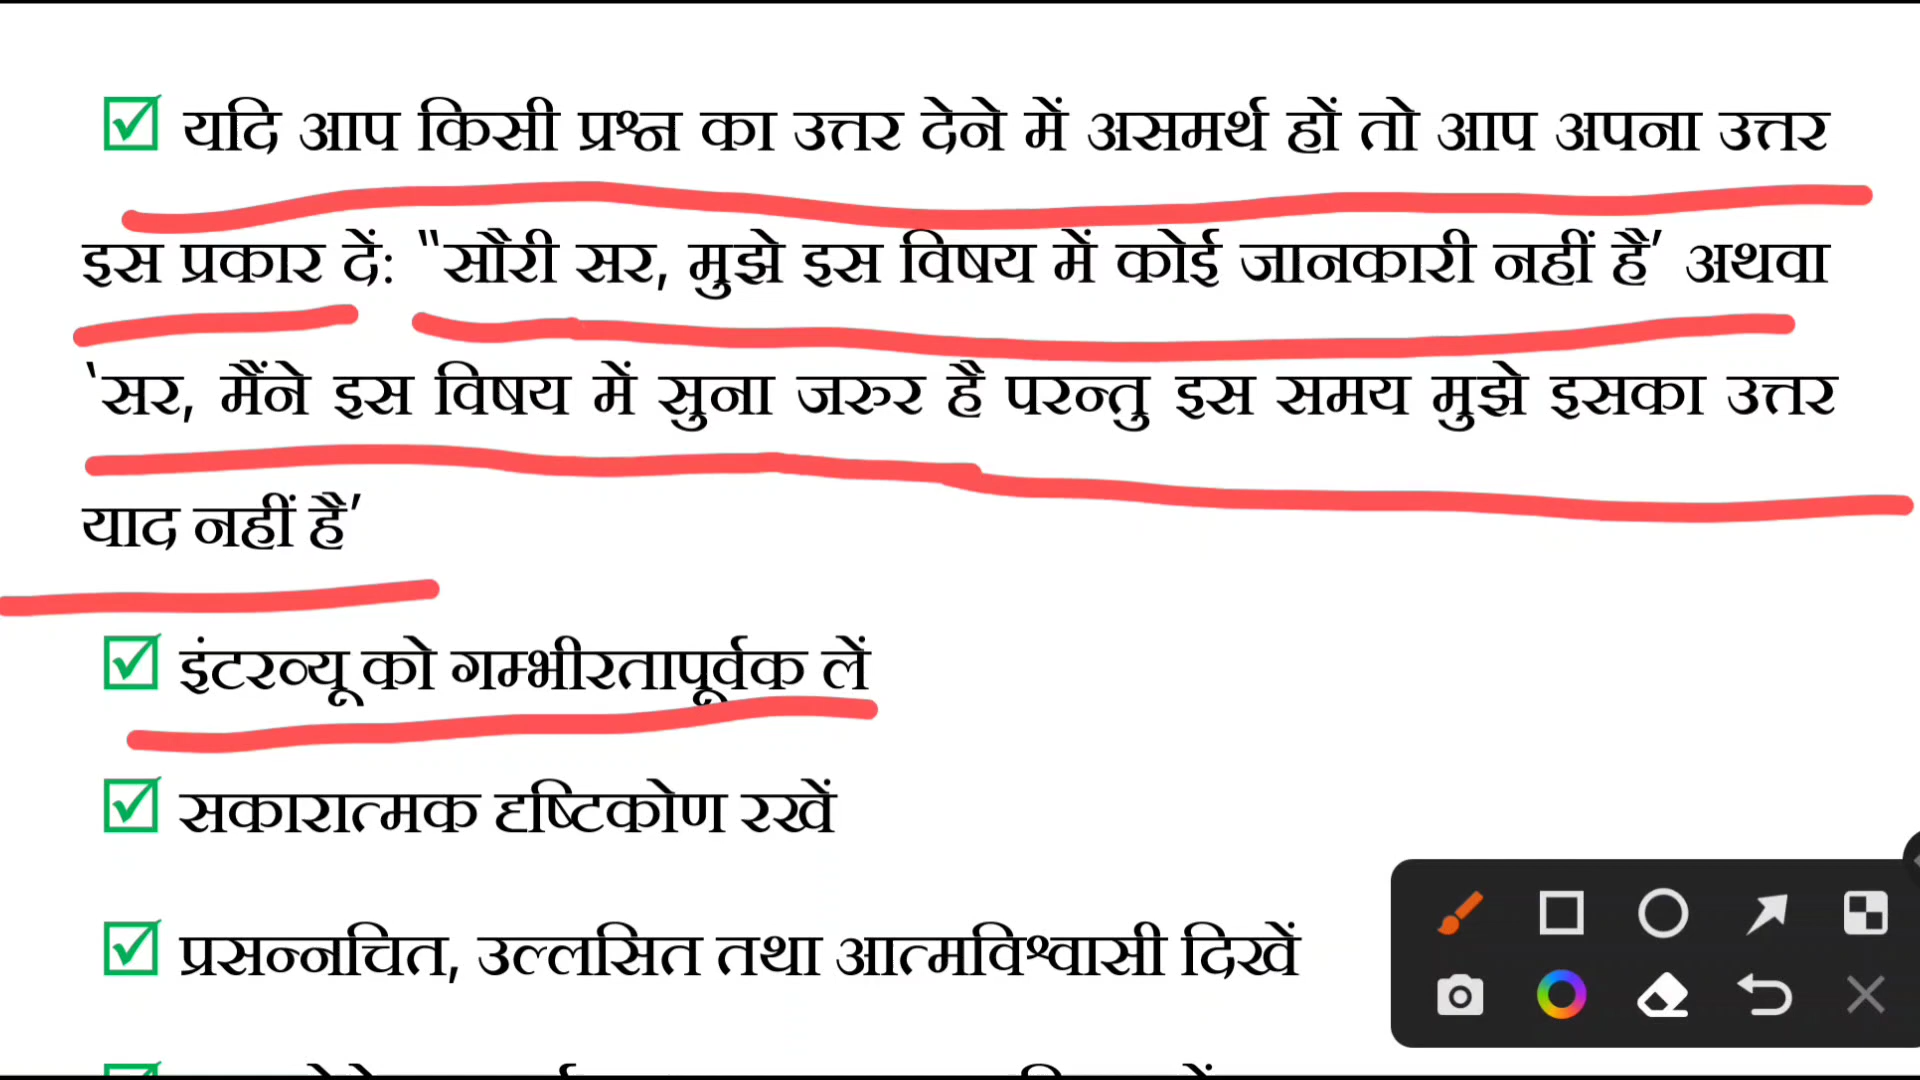 यदि आप किसी प्रश्न का उत्तर देने में असमर्थ हों तो आप अपना उत्तर
इस प्रकार दें: "सौरी सर, मुझे इस विषय में कोई जानकारी नहीं है’ अथवा
‘सर, मैंने इस विषय में सुना जरुर है परन्तु इस समय मुझे इसका उत्तर
याद नहीं है’
इंटरव्यू को गम्भीरतापूर्वक लें
सकारात्मक दृष्टिकोण रखें
प्रसन्नचित, उल्लसित तथा आत्मविश्वासी दिखें